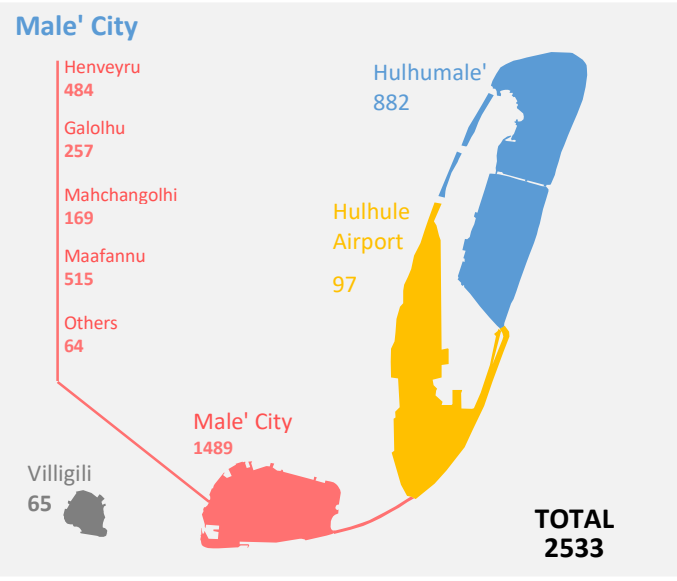 Male' City
Henveyru
484
Galolhu
257
Mahchangolhi
169
Maafannu
515
Others
64
Hulhumale'
882
Hulhule
Airport
97
Male' City
1489
Villigili
65
TOTAL
2533